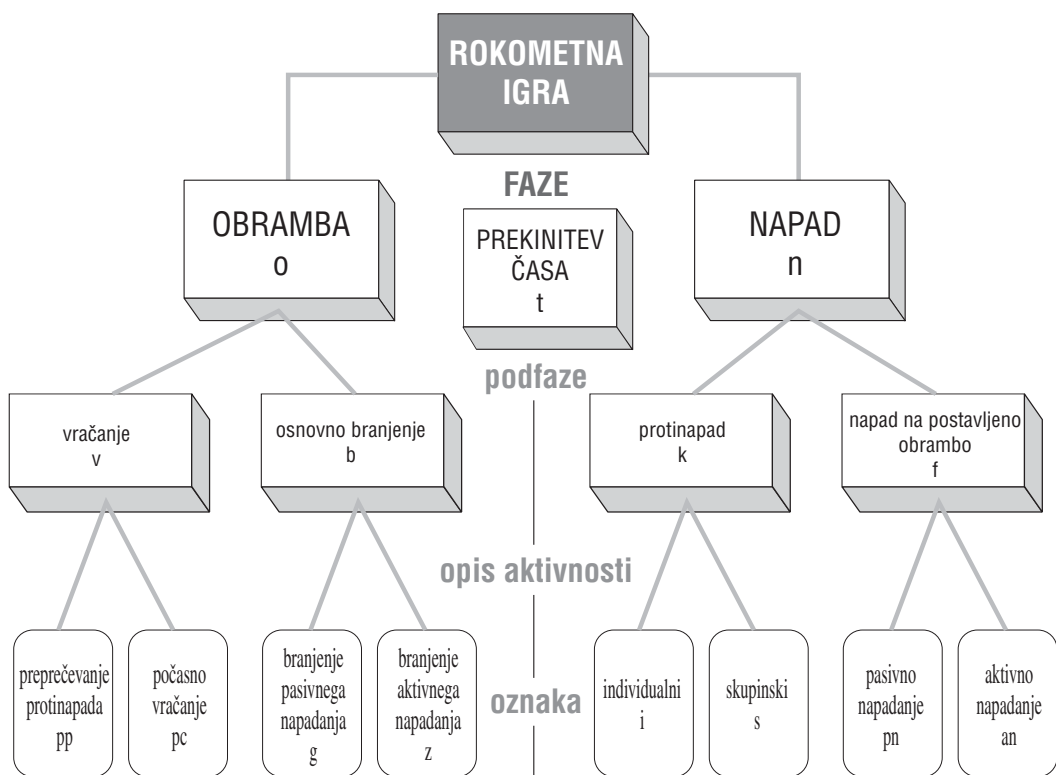 ROKOMETNA
IGRA
FAZE
OBRAMBA
o
PREKINITEV
ČASA
t
NAPAD
n
podfaze
vračanje
v
osnovno branjenje
b
protinapad
k
napad na postavljeno
obrambo
f
opis aktivnosti
preprečevanje
protinapada
pp
počasno
vračanje
pc
branjenje
pasivnega
napadanja
g
branjenje
aktivnega
napadanja
z
oznaka
individualni
i
skupinski
s
pasivno
napadanje
pn
aktivno
napadanje
an